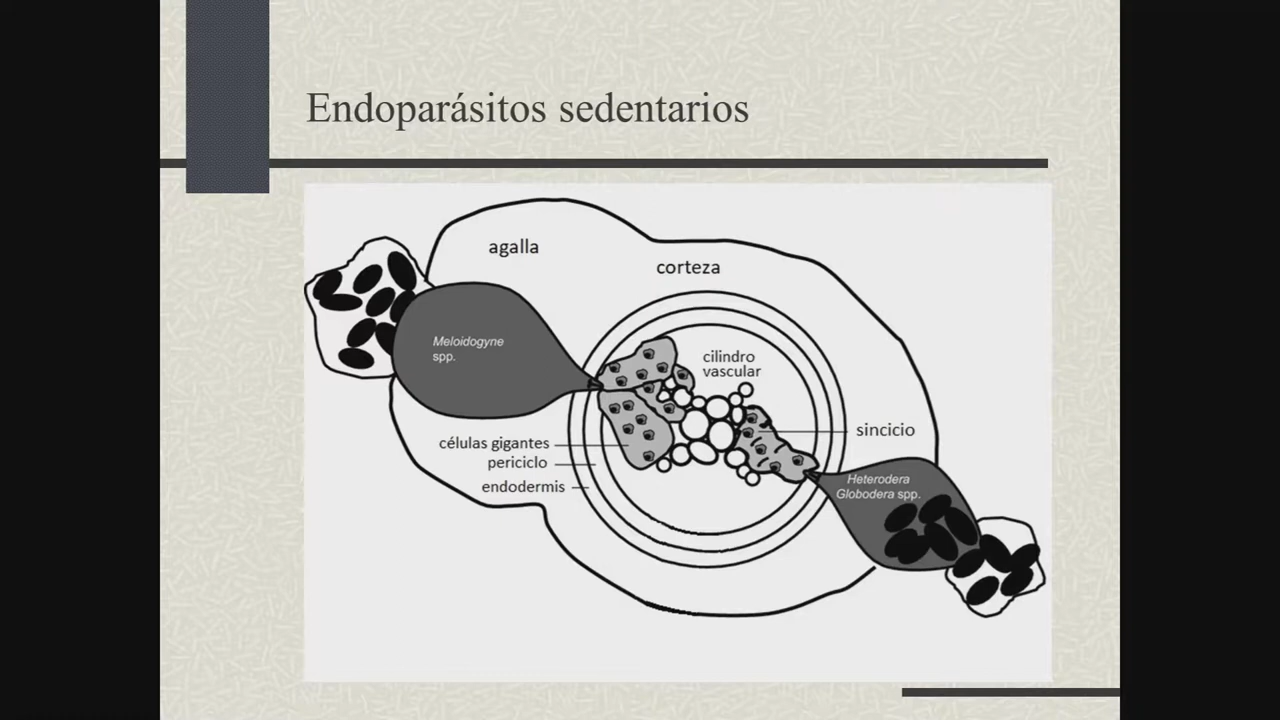 Endoparásitos sedentarios
agalla
corteza
Meloidogyne
spp.
cilindro
vascular
células gigantes
periciclo
endodermis
sincicio
Heterodera
Globodera spp.